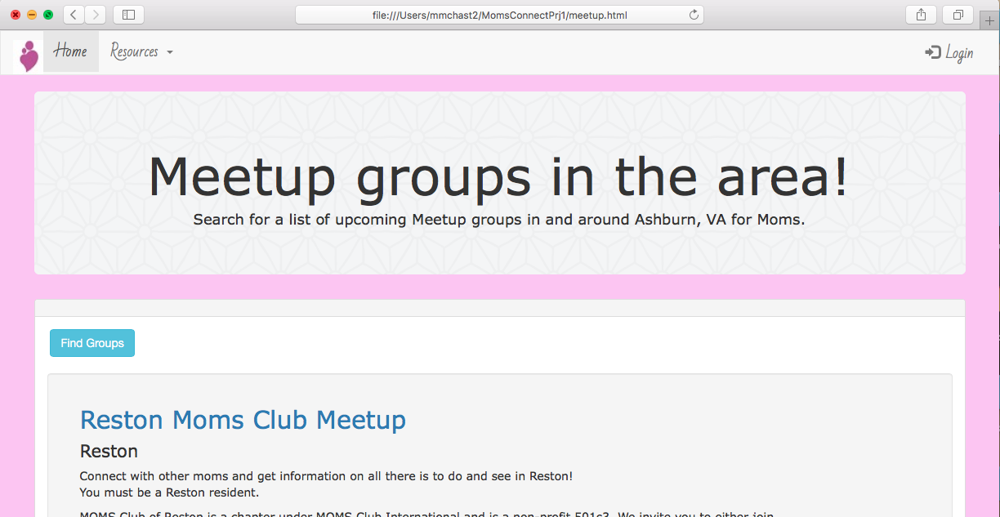 file:///Users/mmchast2/MomsConnectPrj1/meetup.html
Home Resources Login
Meetup groups in the area!
Search for a list of upcoming Meetup groups in and around Ashburn, VA for Moms.
Find Groups
Reston Moms Club Meetup
Reston
Connect with other moms and get information on all there is to do and see in Reston!
You must be a Reston resident.
MOMS Club of Reston is a chapter under MOMS Club International and is a non-profit 501c3. We invite you to either join